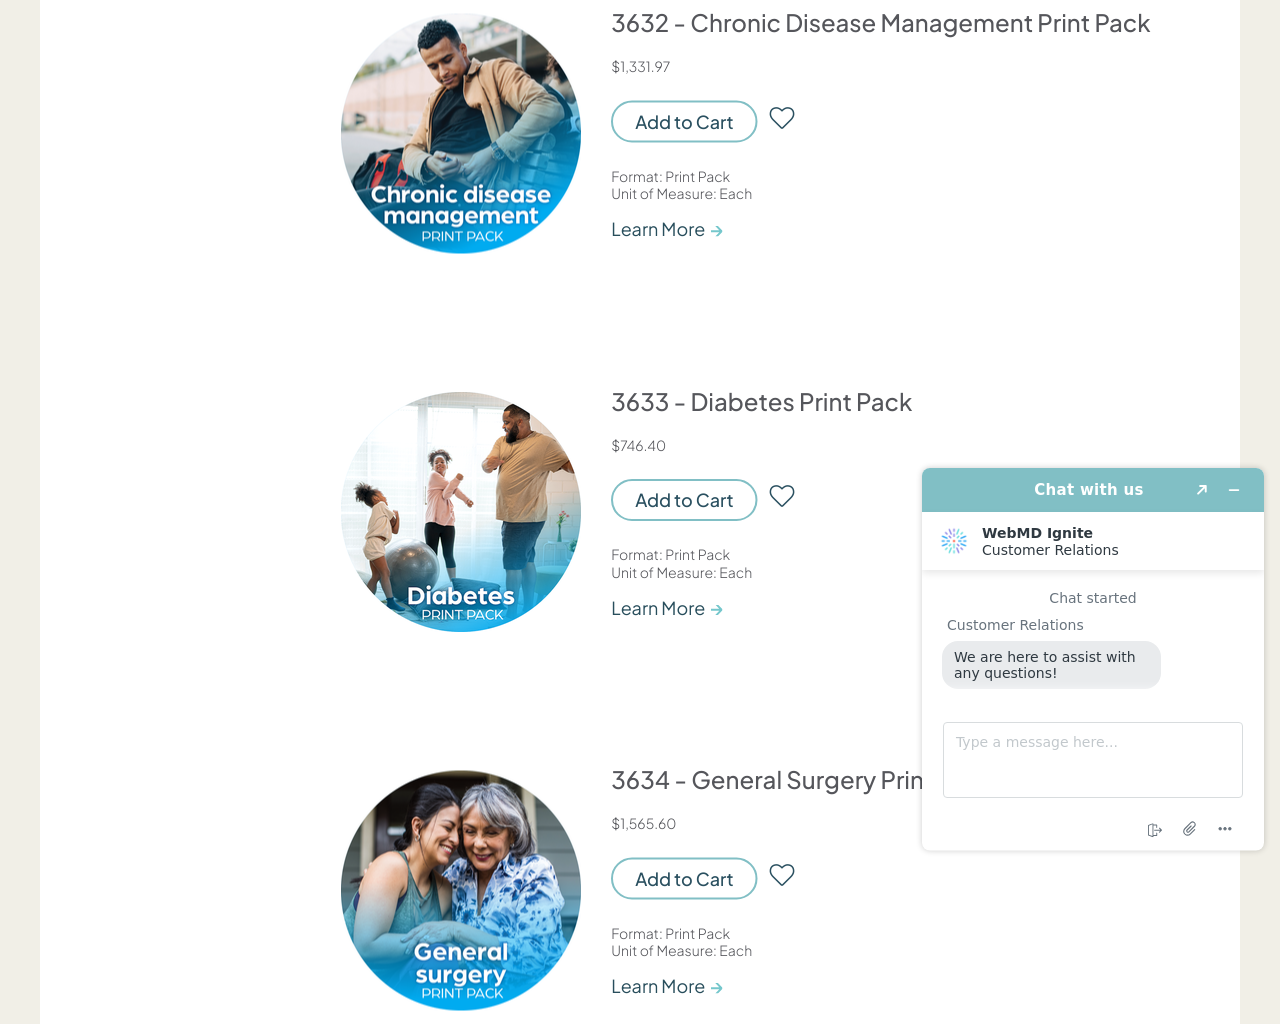 3632 - Chronic Disease Management Print Pack
$1,331.97
Add to Cart
Format: Print Pack
Unit of Measure: Each
Learn More →
Chronic disease
management
PRINT PACK
3633 - Diabetes Print Pack
$746.40
Add to Cart
Format: Print Pack
Unit of Measure: Each
Learn More →
Diabetes
PRINT PACK
3634 - General Surgery
$1,565.60
Add to Cart
Format: Print Pack
Unit of Measure: Each
Learn More →
General
surgery
PRINT PACK
Chat with us
WebMD Ignite
Customer Relations
Chat started
Customer Relations
We are here to assist with
any questions!
Type a message here...